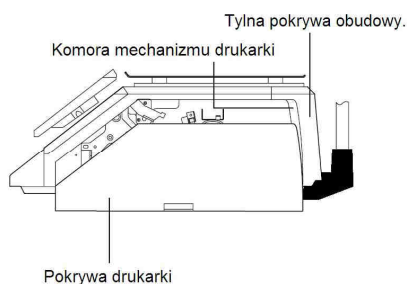 Tylna pokrywa obudowy.
Komora mechanizmu drukarki
Pokrywa drukarki